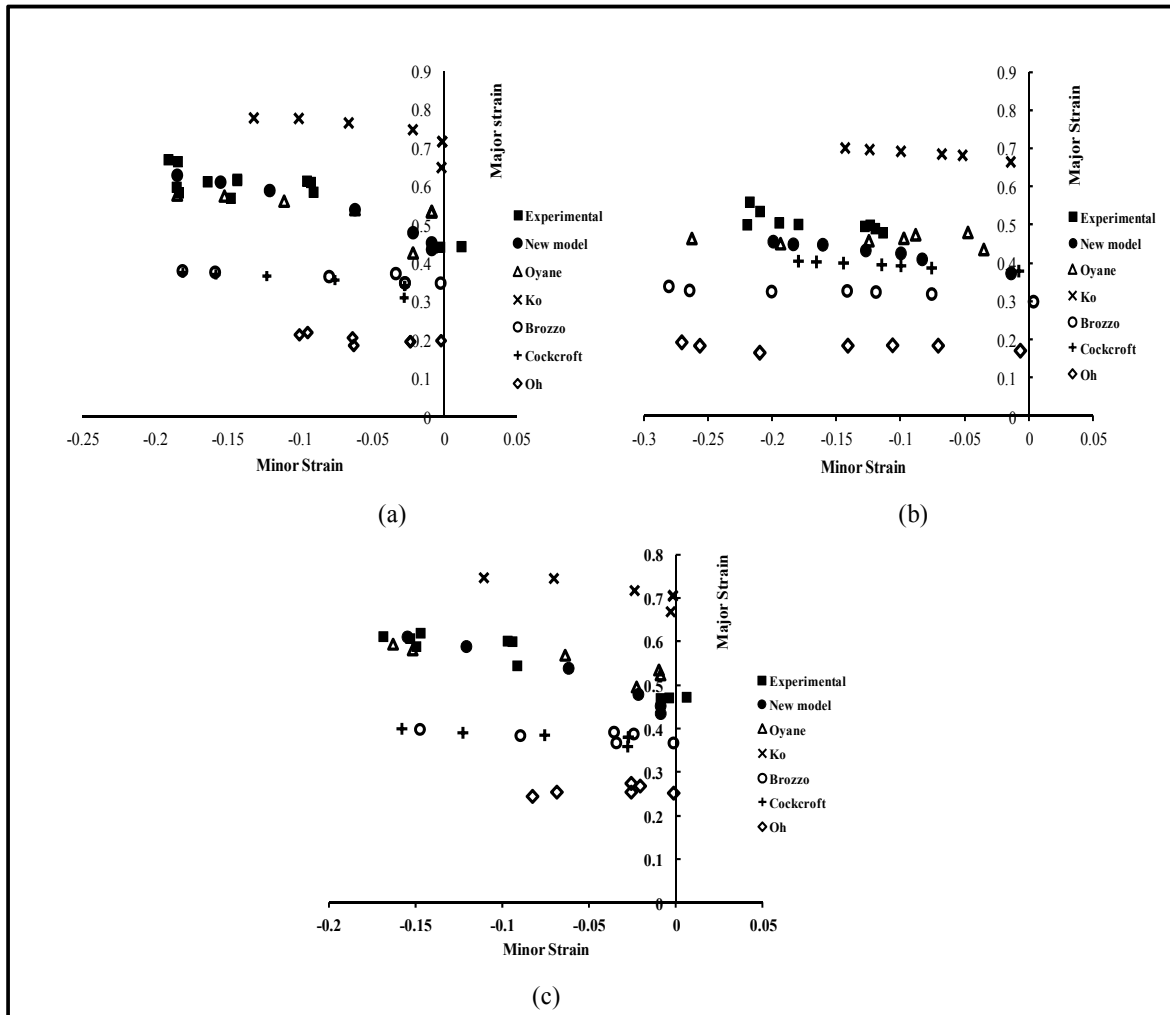 0.9
0.8
0.7
0.6
0.5
0.4
0.3
0.2
0.1
0
Major strain
-0.25
-0.2
-0.15
-0.1
-0.05
0
0.05
Minor Strain
Experimental
New model
Oyane
Ko
Brozzo
Cockcroft
Oh
(a)
0.9
0.8
0.7
0.6
0.5
0.4
0.3
0.2
0.1
0
Major Strain
-0.3
-0.25
-0.2
-0.15
-0.1
-0.05
0
0.05
Minor Strain
Experimental
New model
Oyane
Ko
Brozzo
Cockcroft
Oh
(b)
0.8
0.7
0.6
0.5
0.4
0.3
0.2
0.1
0
Major Strain
-0.2
-0.15
-0.1
-0.05
0
0.05
Minor Strain
Experimental
New model
Oyane
Ko
Brozzo
Cockcroft
Oh
(c)